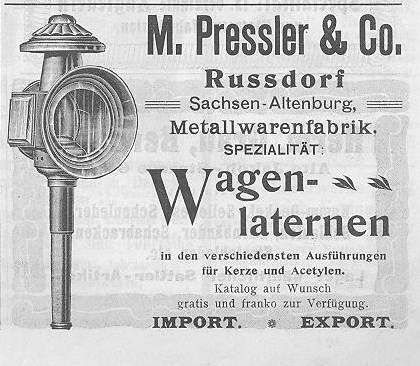 M. Pressler & Co.
Russdorf
Sachsen-Altenburg,
Metallwarenfabrik.
SPEZIALITÄT:
Wagen-
laternen
in den verschiedensten Ausführungen
für Kerze und Acetylen.
Katalog auf Wunsch
gratis und franko zur Verfügung.
IMPORT. * EXPORT.